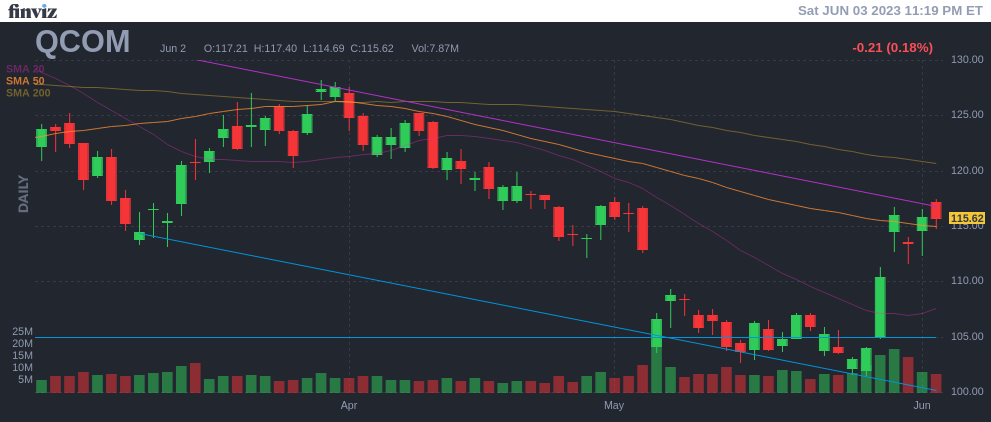 finviz
Sat JUN 03 2023 11:19 PM ET
QCOM
Jun 2 O:117.21 H:117.40 L:114.69 C:115.62 Vol:7.87M
-0.21 (0.18%)
SMA 20
SMA 50
SMA 200
DAILY
130.00
125.00
120.00
115.62
115.00
110.00
105.00
100.00
25M
20M
15M
10M
5M
Apr
May
Jun